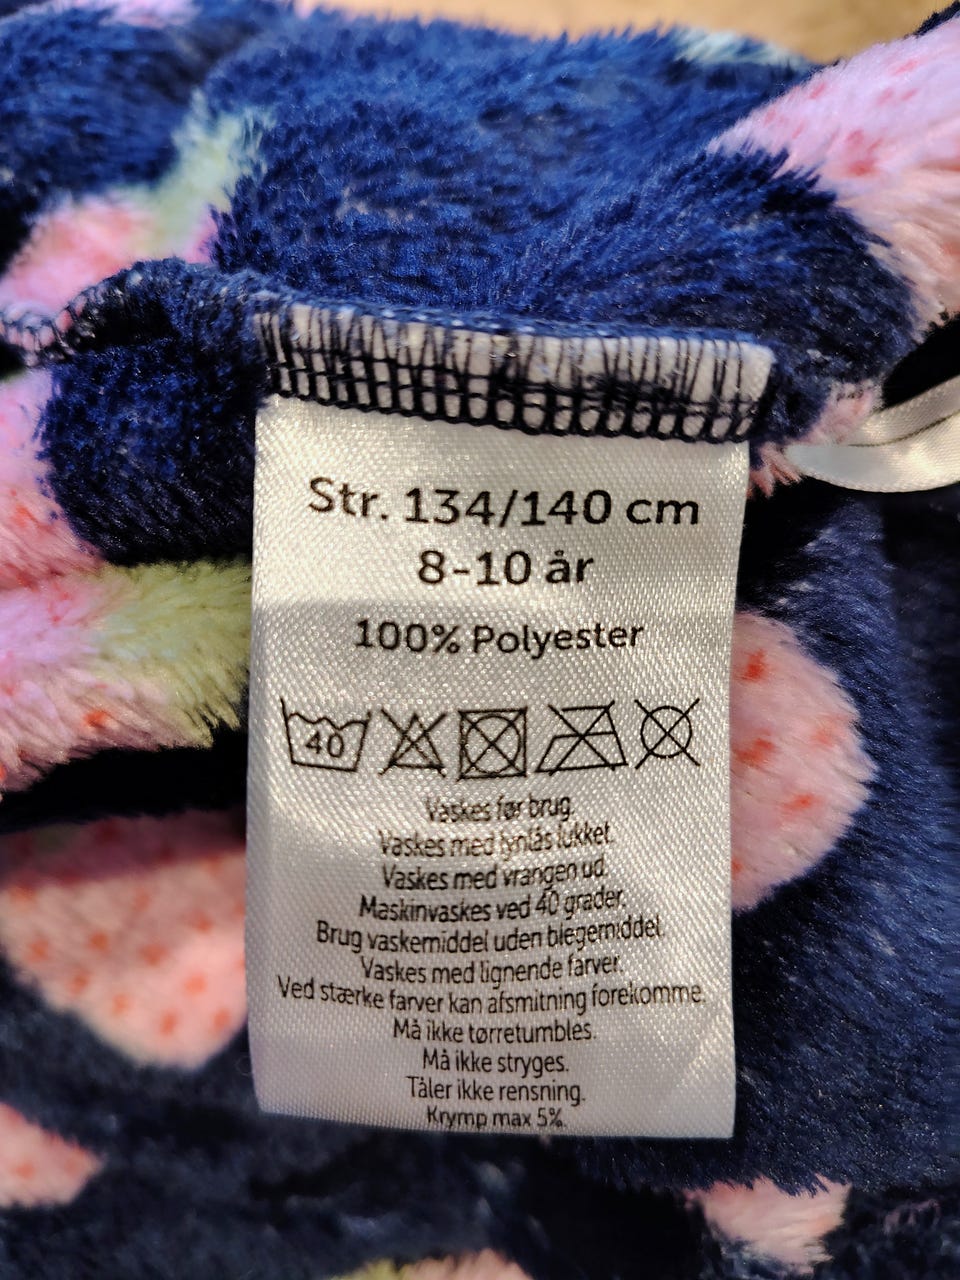 Str. 134/140 cm
8-10 år
100% Polyester
40
Vaskes før brug.
Vaskes med lynlås lukket.
Vaskes med vrangen ud.
Maskinvaskes ved 40 grader.
Brug vaskemiddel uden blegemiddel.
Vaskes med lignende farver.
Ved stærke farver kan afsmitning forekomme.
Må ikke tørretumbles.
Må ikke stryges.
Tåler ikke rensning.
Krymp max 5%.